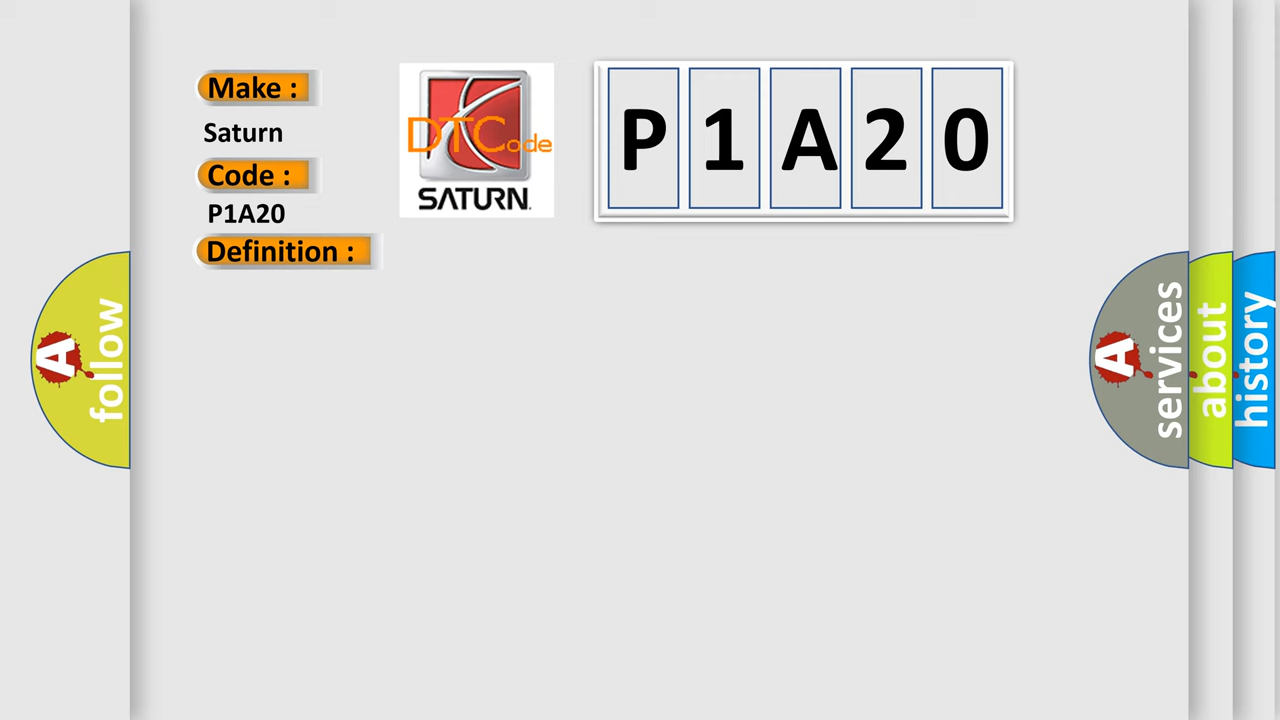 Make :
Saturn
Code :
P1A20
Definition :
DTCode
SATURN
P 1 A 2 0
A follow
A services
about
history